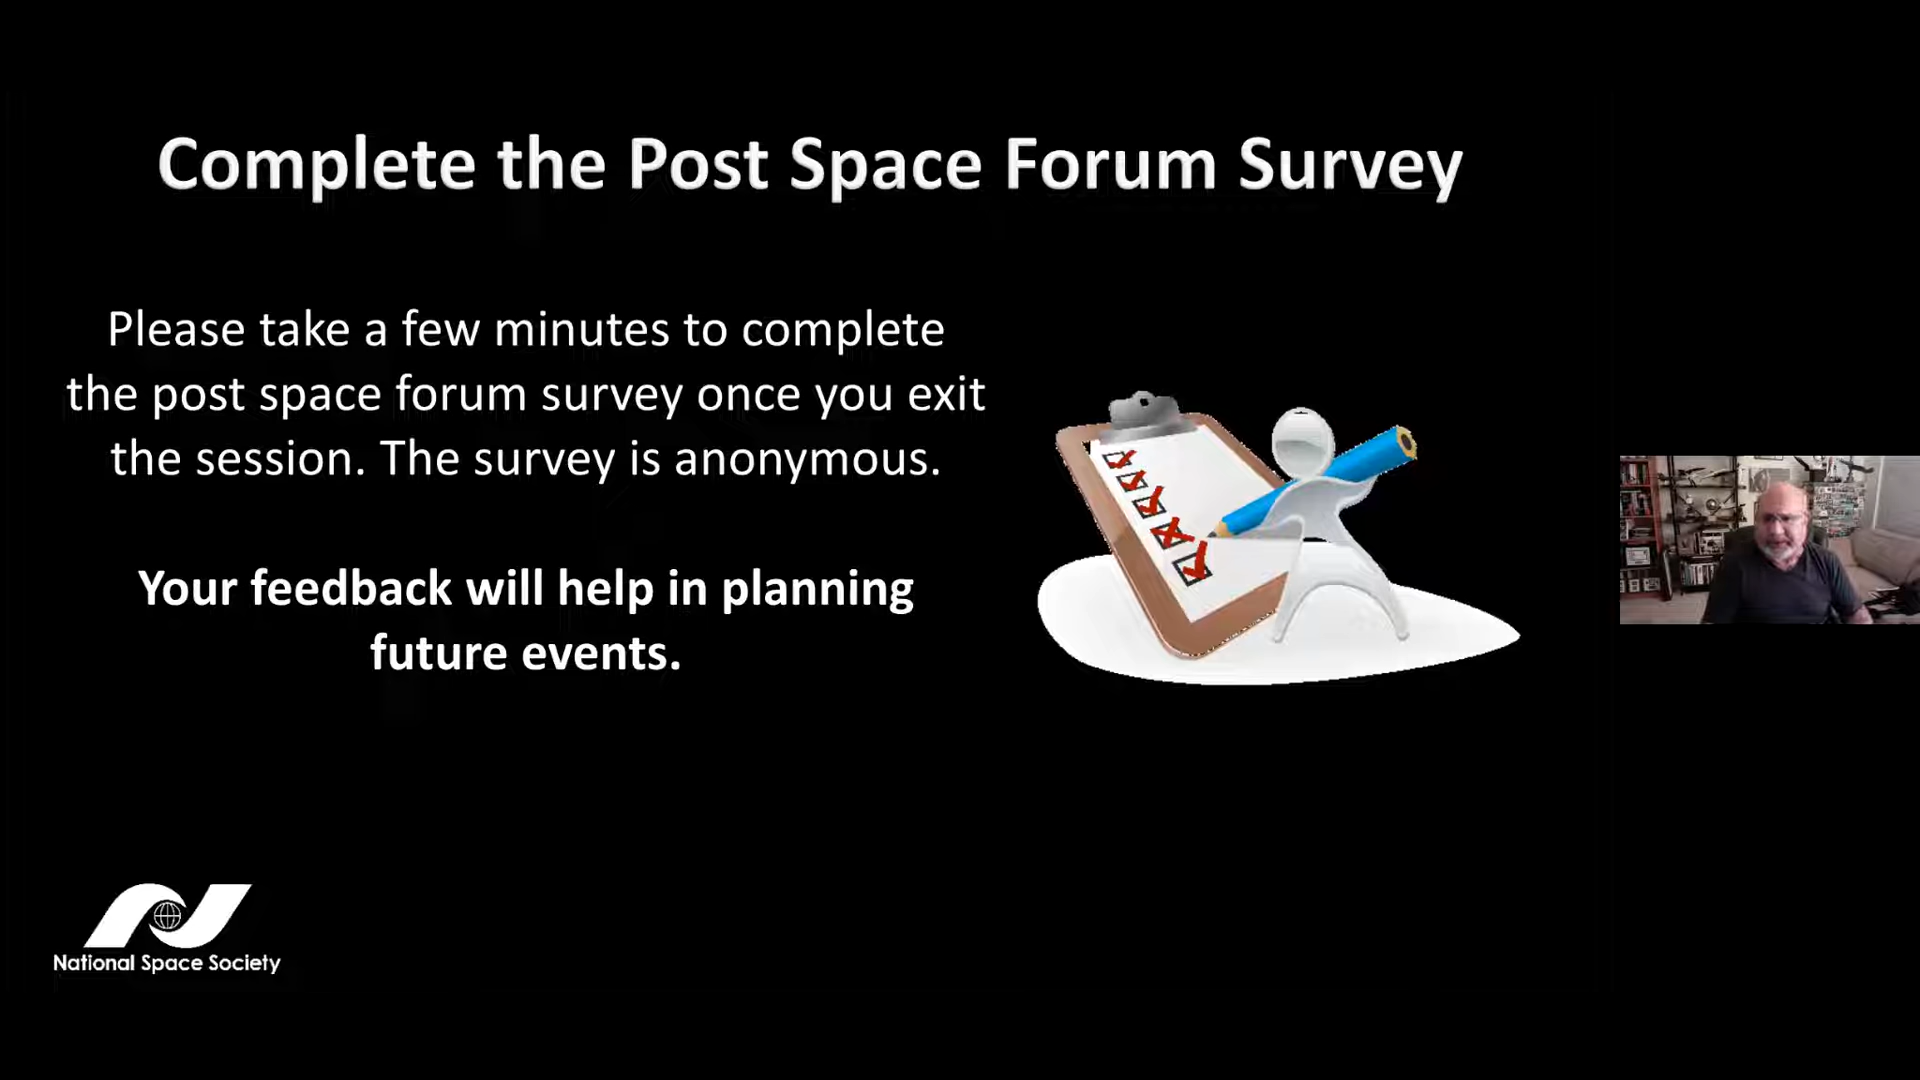 Complete the Post Space Forum Survey
Please take a few minutes to complete
the post space forum survey once you exit
the session. The survey is anonymous.
Your feedback will help in planning
future events.
National Space Society